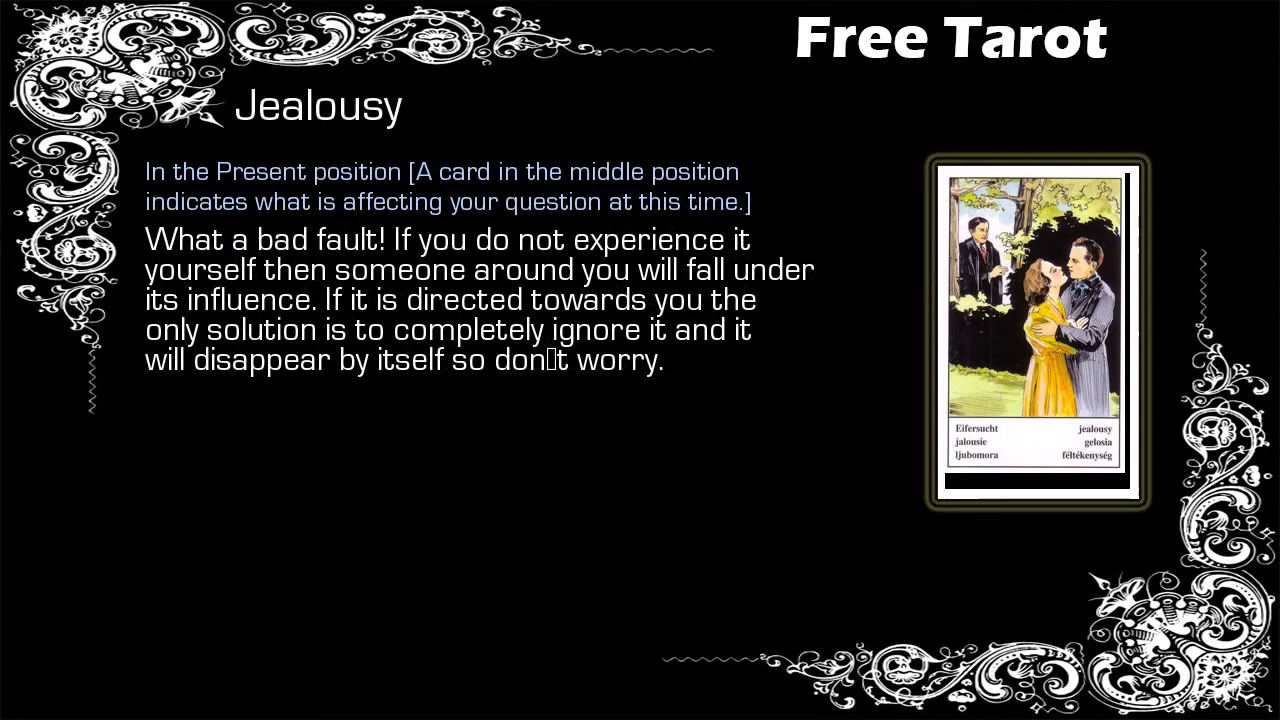 Free Tarot
Jealousy
In the Present position [A card in the middle position
indicates what is affecting your question at this time.]
What a bad fault! If you do not experience it
yourself then someone around you will fall under
its influence. If it is directed towards you the
only solution is to completely ignore it and it
will disappear by itself so don▯t worry.
Eifersucht jealousy
jalousie gelosia
ljubomora féltékenység